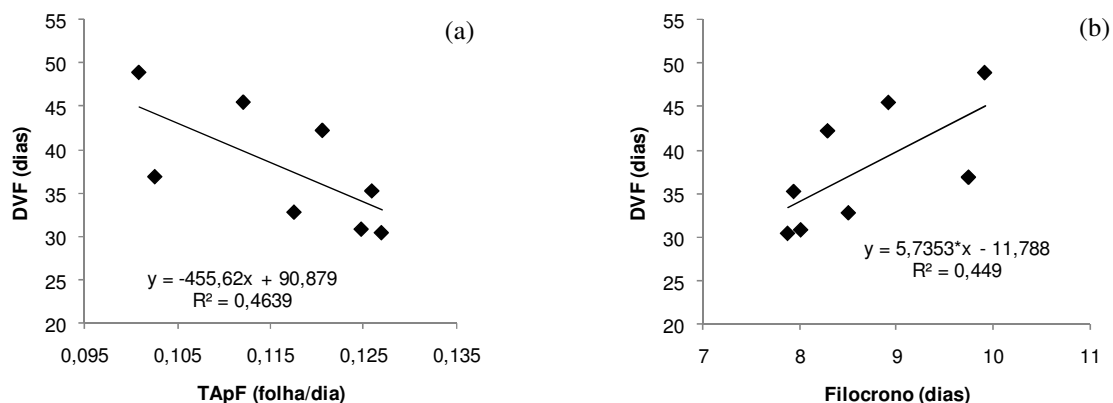 (a)
55
50
45
40
35
30
25
20
DVF (dias)
y = -455,62x + 90,879
R² = 0,4639
0,095 0,105 0,115 0,125 0,135
TApF (folha/dia)
(b)
55
50
45
40
35
30
25
20
DVF (dias)
y = 5,7353*x - 11,788
R² = 0,449
7 8 9 10 11
Filocrono (dias)